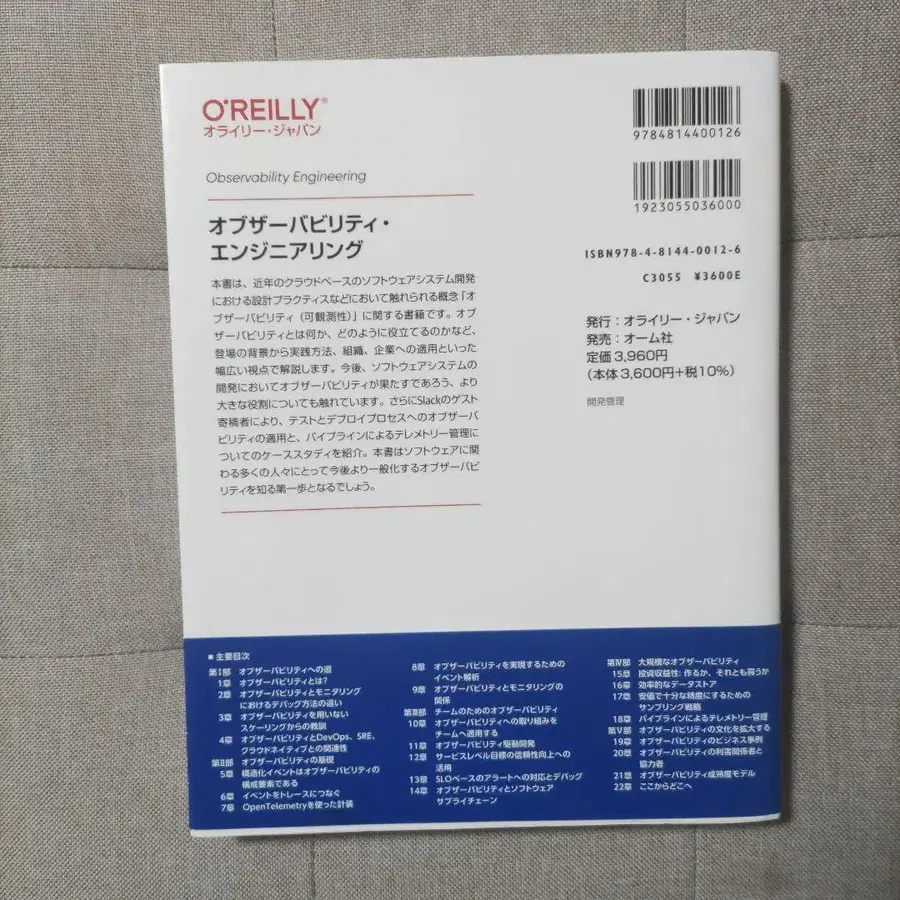 O'REILLY®
オライリー・ジャパン
Observability Engineering
オブザーバビリティ・
エンジニアリング
本書は、近年のクラウドベースのソフトウェアシステム開発
における設計プラクティスなどにおいて触れられる概念「オ
ブザーバビリティ（可観測性）」に関する書籍です。オブ
ザーバビリティとは何か、どのように役立てるのかなど、
登場の背景から実践方法、組織、企業への適用といった
幅広い視点で解説します。今後、ソフトウェアシステムの
開発においてオブザーバビリティが果たすであろう、より
大きな役割についても触れています。さらにSlackのゲスト
寄稿者により、テストとデプロイプロセスへのオブザーバ
ビリティの適用と、パイプラインによるテレメトリー管理に
ついてのケーススタディを紹介。本書はソフトウェアに関
わる多くの人々にとって今後より一般化するオブザーバビ
リティを知る第一歩となるでしょう。
9784814400126
1923055036000
ISBN978-4-8144-0012-6
C3055 ¥3600E
発行：オライリー・ジャパン
発売：オーム社
定価3,960円
（本体3,600円+税10%）
開発管理
■ 主要目次
第Ⅰ部 オブザーバビリティへの道
1章 オブザーバビリティとは?
2章 オブザーバビリティとモニタリング
におけるデバッグ方法の違い
3章 オブザーバビリティを用いない
スケーリングからの教訓
4章 オブザーバビリティとDevOps、SRE、
クラウドネイティブとの関連性
第Ⅱ部 オブザーバビリティの基礎
5章 構造化イベントはオブザーバビリティの
構成要素である
6章 イベントをトレースにつなぐ
7章 OpenTelemetryを使った計装
8章 オブザーバビリティを実現するための
イベント解析
9章 オブザーバビリティとモニタリングの
関係
第Ⅲ部 チームのためのオブザーバビリティ
10章 オブザーバビリティへの取り組みを
チームへ適用する
11章 オブザーバビリティ駆動開発
12章 サービスレベル目標の信頼性向上への
活用
13章 SLOベースのアラートへの対応とデバッグ
14章 オブザーバビリティとソフトウェア
サプライチェーン
第Ⅳ部 大規模なオブザーバビリティ
15章 投資収益性：作るか、それとも買うか
16章 効率的なデータストア
17章 安価で十分な精度にするための
サンプリング戦略
18章 パイプラインによるテレメトリー管理
第Ⅴ部 オブザーバビリティの文化を拡大する
19章 オブザーバビリティのビジネス事例
20章 オブザーバビリティの利害関係者と
協力者
21章 オブザーバビリティ成熟度モデル
22章 ここからどこへ